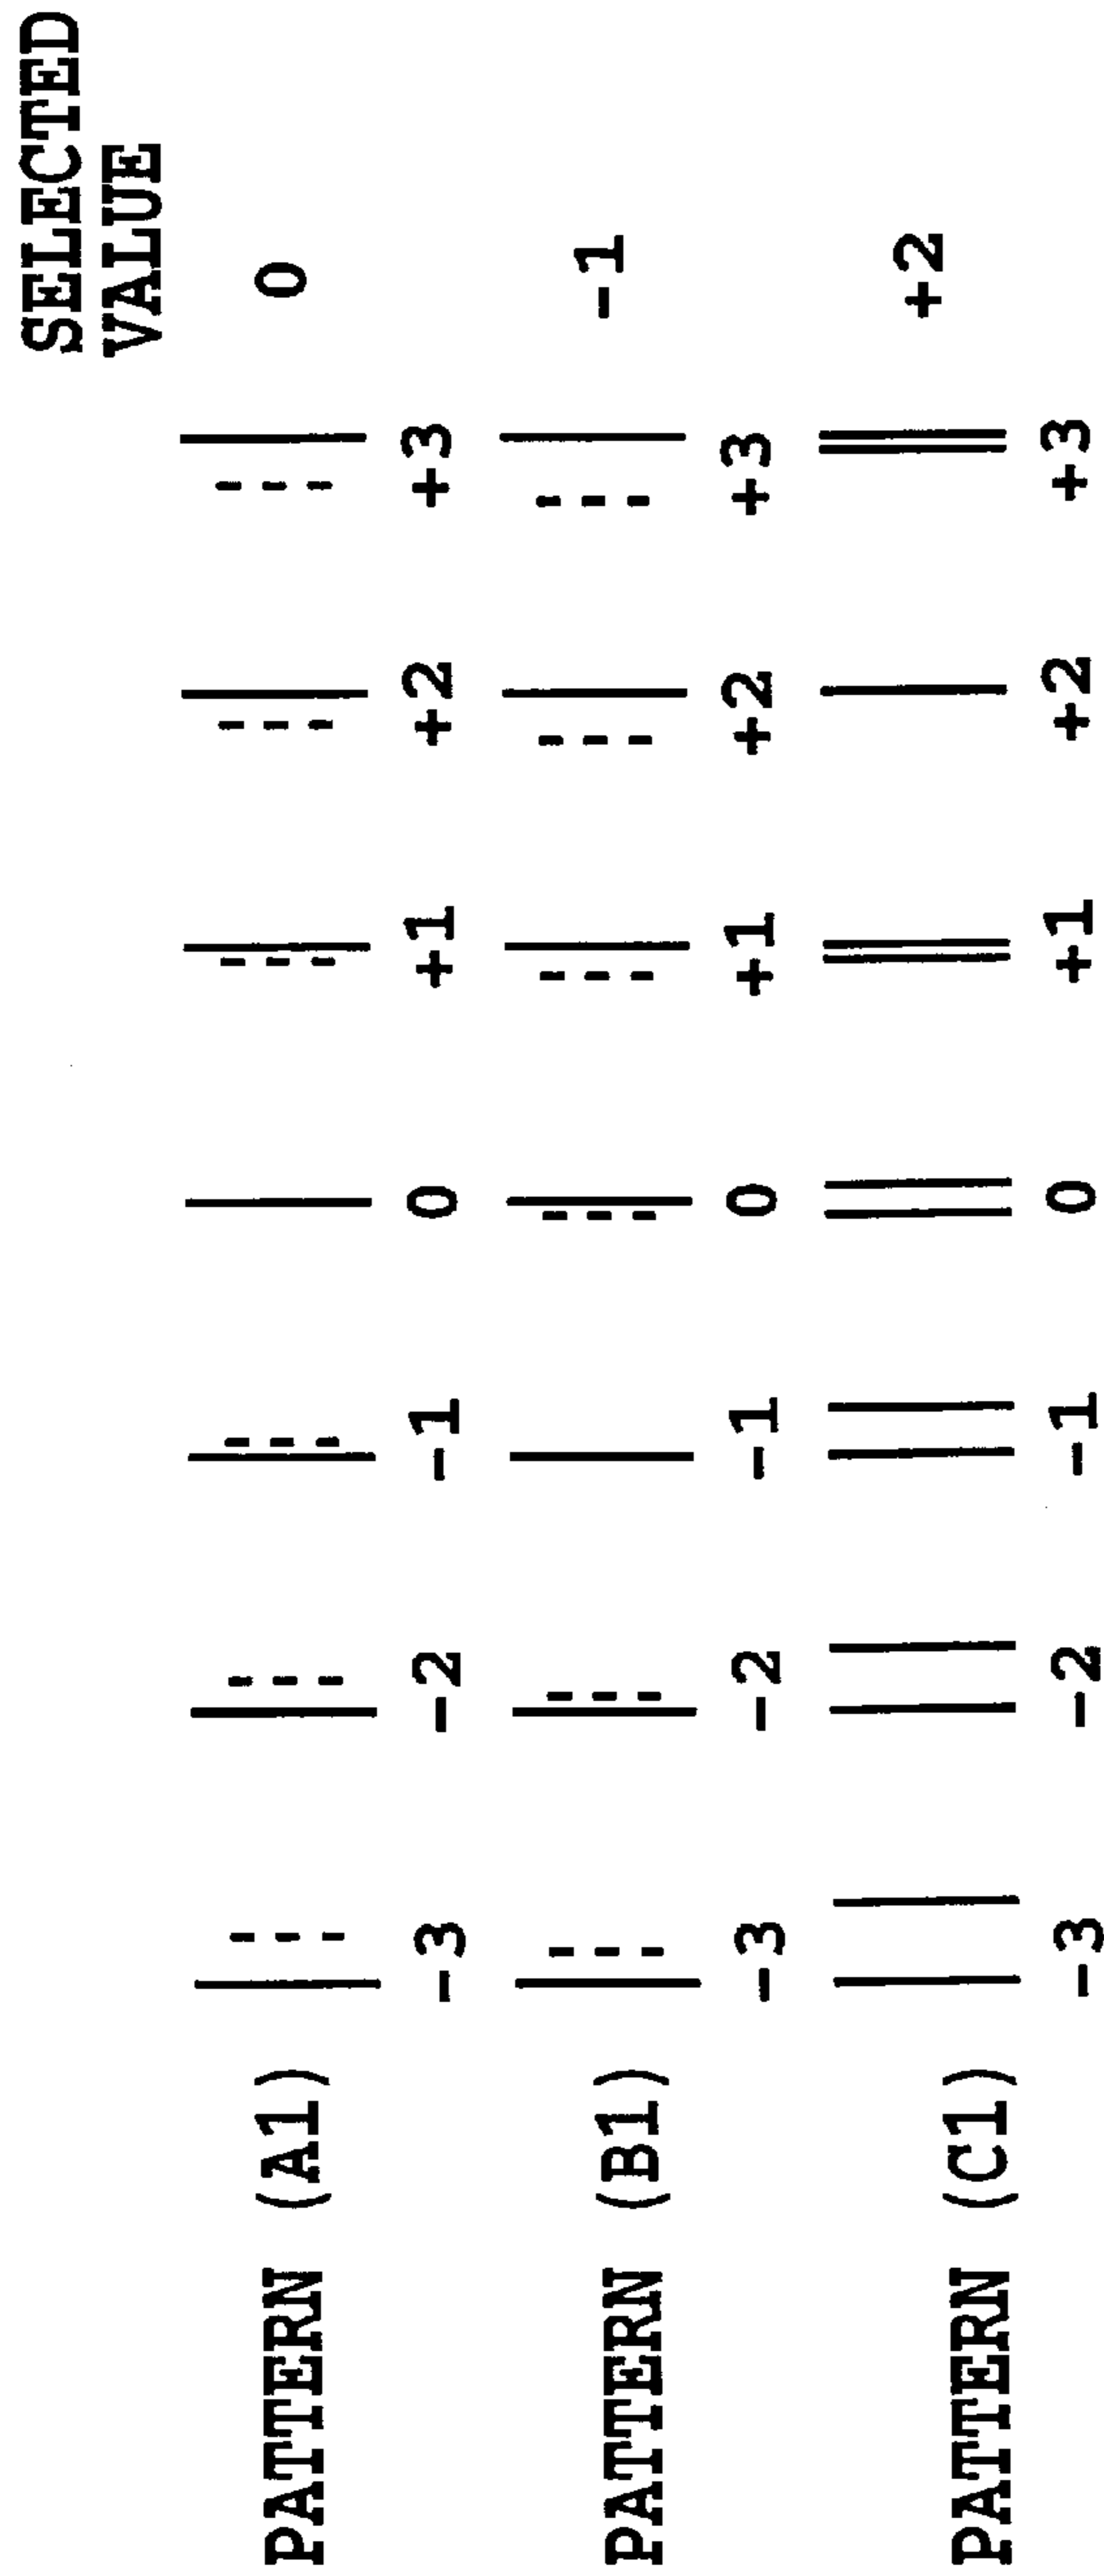 SELECTED
VALUE
PATTERN (A1)
0
-3 -2 -1 0 +1 +2 +3
PATTERN (B1)
-1
-3 -2 -1 0 +1 +2 +3
PATTERN (C1)
+2
-3 -2 -1 0 +1 +2 +3